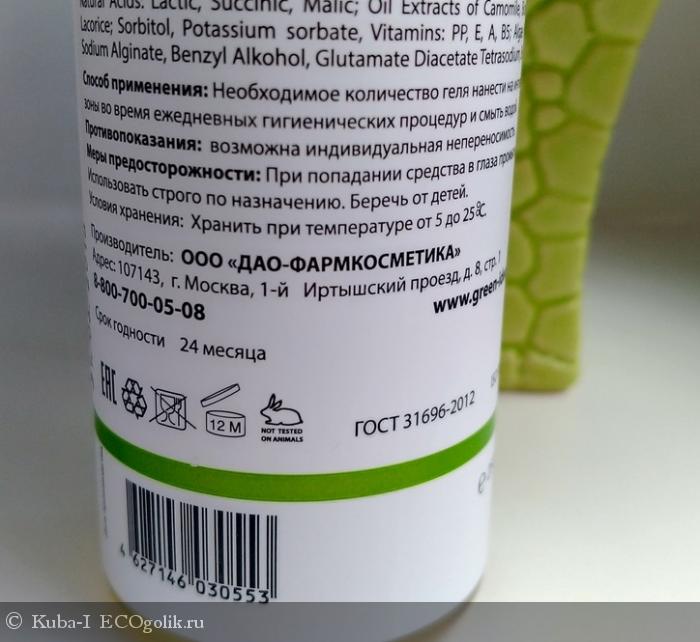 Natural Acids: Lactic, Succinic, Malic; Oil Extracts of Camomile,
Lacorice; Sorbitol, Potassium sorbate, Vitamins: PP, E, A, B5;
Sodium Alginate, Benzyl Alkohol, Glutamate Diacetate Tetrasodium,
Способ применения: Необходимое количество геля нанести на
зоны во время ежедневных гигиенических процедур и смыть водой
Противопоказания: возможна индивидуальная непереносимость
Меры предосторожности: При попадании средства в глаза
Использовать строго по назначению. Беречь от детей.
Условия хранения: Хранить при температуре от 5 до 25°C.
Производитель: ООО «ДАО-ФАРМКОСМЕТИКА»
Адрес: 107143, г. Москва, 1-й Иртышский проезд, д. 8, стр. 1
8-800-700-05-08
www.green-
Срок годности 24 месяца
EAC
12 М
NOT TESTED
ON ANIMALS
ГОСТ 31696-2012
4 627146 030553
© Kuba-I ECOgolik.ru